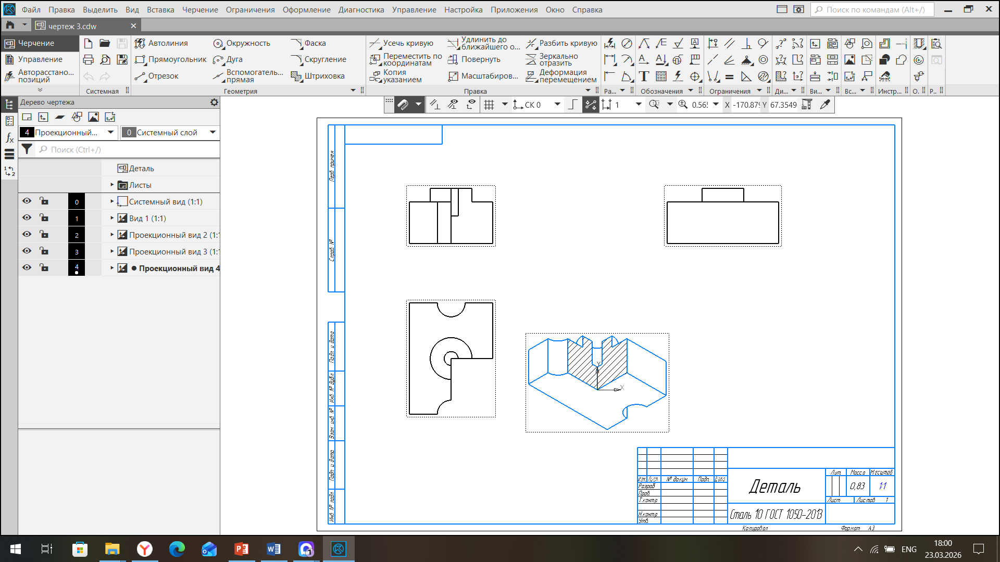 Файл Правка Выделить Вид Вставка Черчение Ограничения Оформление Диагностика Управление Настройка Приложения Окно Справка Поиск по командам (Alt+/)
чертеж 3.cdw
Черчение
Управление
Авторасстано... позиций
Системная
Автолиния
Прямоугольник
Отрезок
Окружность
Дуга
Вспомогатель... прямая
Фаска
Скругление
Штриховка
Геометрия
Усечь кривую
Переместить по координатам
Копия указанием
Удлинить до ближайшего о...
Повернуть
Масштабиров...
Разбить кривую
Зеркально отразить
Деформация перемещением
Правка
Ра... Обозначения Ограничения Ди... Ви... Вс... Инстр... О. Р..
Дерево чертежа
СК 0 1 0.565 X -170.879 Y 67.3549
4 Проекционный... 0 Системный слой
Поиск (Ctrl+/)
Деталь
Листы
0 Системный вид (1:1)
1 Вид 1 (1:1)
2 Проекционный вид 2 (1:1
3 Проекционный вид 3 (1:1
4 Проекционный вид 4
Перв. примен.
Справ. №
Подп. и дата
Инв. № дубл.
Взам. инв. №
Подп. и дата
Инв. № подл.
Y
X
Изм. Лист № докум. Подп. Дата
Разраб.
Пров.
Т.контр.
Н.контр.
Утв.
Деталь
Сталь 10 ГОСТ 1050-2013
Лит. Масса Масштаб
0,83 1:1
Лист Листов 1
Копировал Формат А3
1
ENG
18:00
23.03.2026